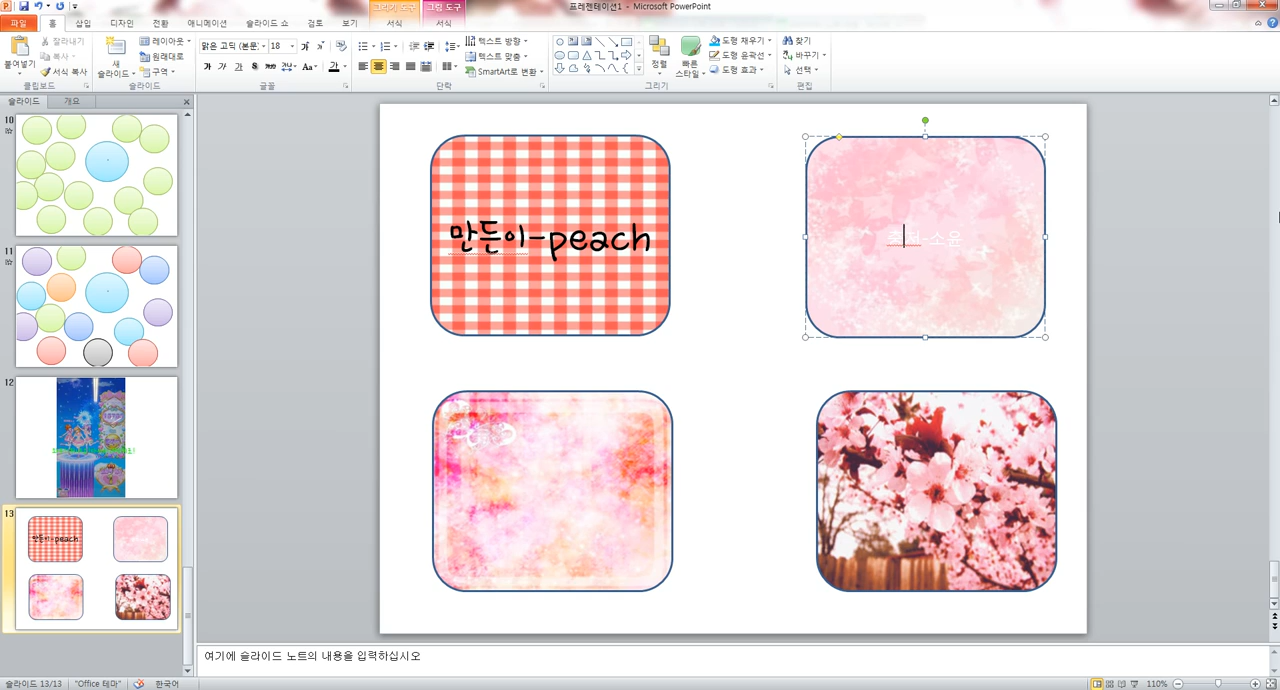 프레젠테이션1 - Microsoft PowerPoint
그리기 도구
그림 도구
파일
홈
삽입
디자인
전환
애니메이션
슬라이드 쇼
검토
보기
서식
서식
붙여넣기
잘라내기
복사
서식 복사
클립보드
새
슬라이드
레이아웃
원래대로
구역
슬라이드
맑은 고딕 (본문)
18
가 가 가 S 가나 가 Aa 가
글꼴
텍스트 방향
텍스트 맞춤
SmartArt로 변환
단락
정렬
빠른
스타일
도형 채우기
도형 윤곽선
도형 효과
그리기
찾기
바꾸기
선택
편집
슬라이드
개요
10
11
12
13
만든이-peach
만든이-peach
-소윤
여기에 슬라이드 노트의 내용을 입력하십시오
슬라이드 13/13
"Office 테마"
한국어
110%